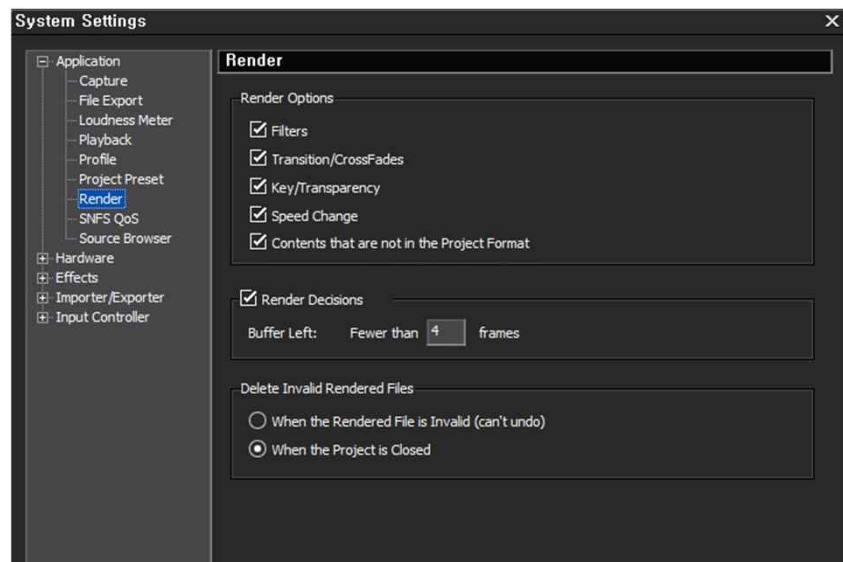 System Settings
Application
Capture
File Export
Loudness Meter
Playback
Profile
Project Preset
Render
SNFS QoS
Source Browser
Hardware
Effects
Importer/Exporter
Input Controller
Render
Render Options
Filters
Transition/CrossFades
Key/Transparency
Speed Change
Contents that are not in the Project Format
Render Decisions
Buffer Left: Fewer than 4 frames
Delete Invalid Rendered Files
When the Rendered File is Invalid (can't undo)
When the Project is Closed